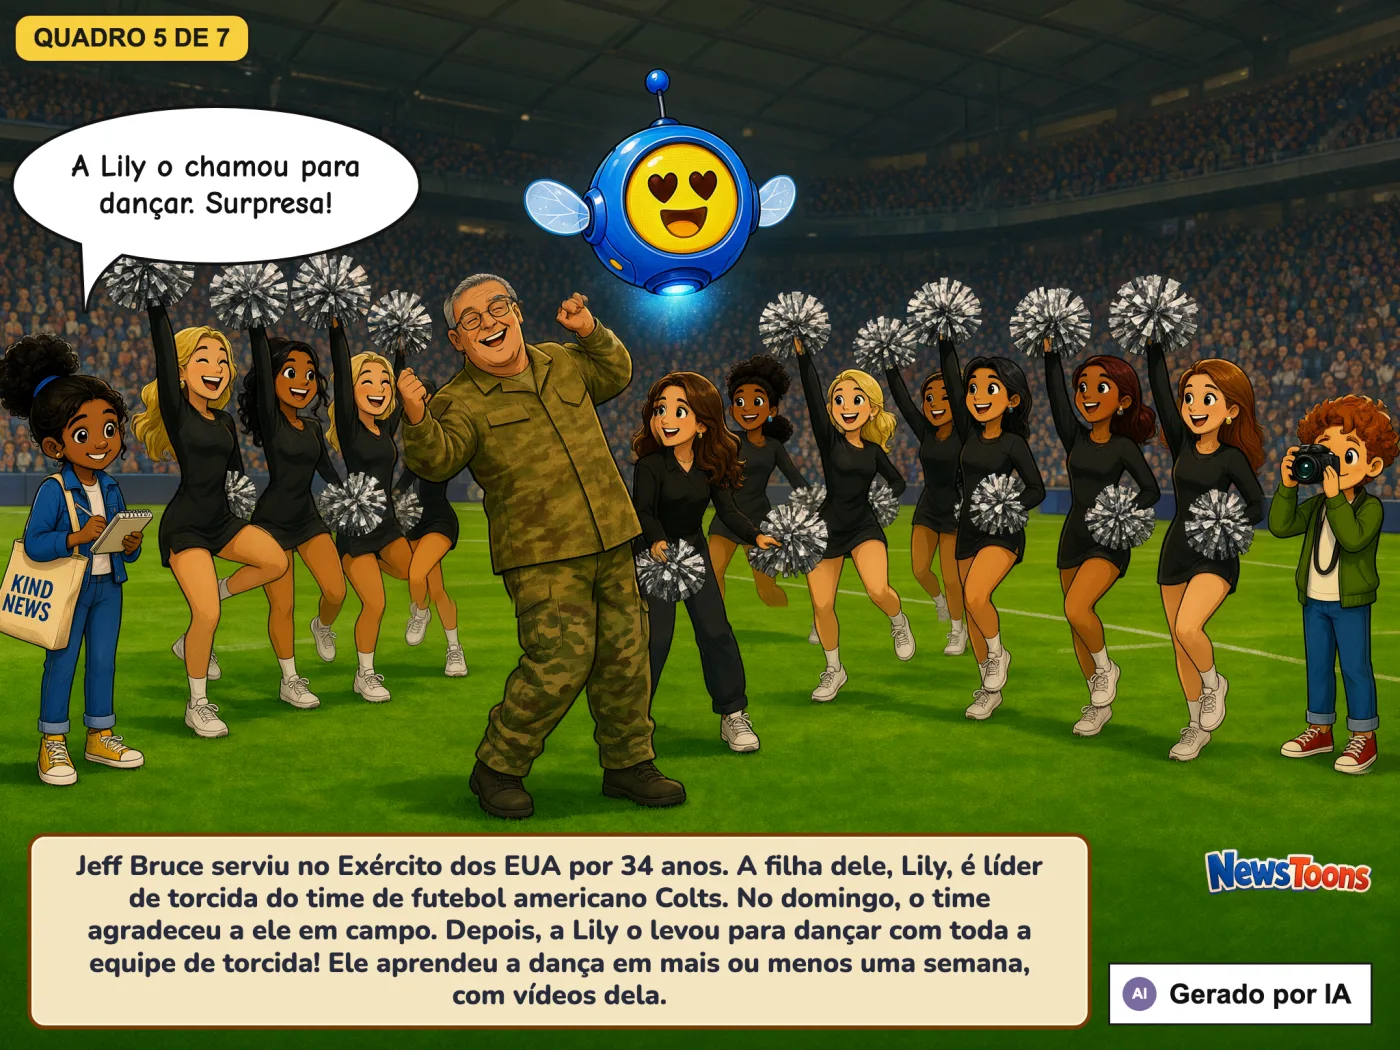 QUADRO 5 DE 7
A Lily o chamou para
dançar. Surpresa!
KIND
NEWS
Jeff Bruce serviu no Exército dos EUA por 34 anos. A filha dele, Lily, é líder
de torcida do time de futebol americano Colts. No domingo, o time
agradeceu a ele em campo. Depois, a Lily o levou para dançar com toda a
equipe de torcida! Ele aprendeu a dança em mais ou menos uma semana,
com vídeos dela.
NewsToons
AI Gerado por IA